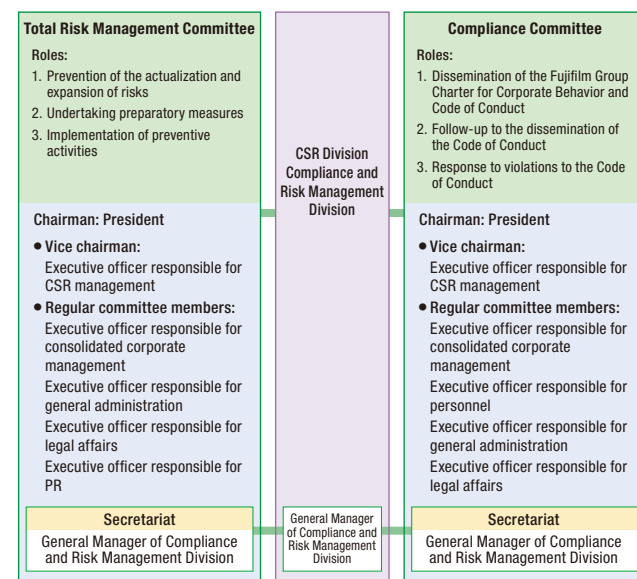 Total Risk Management Committee
Roles:
1. Prevention of the actualization and
expansion of risks
2. Undertaking preparatory measures
3. Implementation of preventive
activities
Chairman: President
● Vice chairman:
Executive officer responsible for
CSR management
● Regular committee members:
Executive officer responsible for
consolidated corporate
management
Executive officer responsible for
general administration
Executive officer responsible for
legal affairs
Executive officer responsible for
PR
Secretariat
General Manager of Compliance
and Risk Management Division
CSR Division
Compliance and
Risk Management
Division
General Manager
of Compliance and
Risk Management
Division
Compliance Committee
Roles:
1. Dissemination of the Fujifilm Group
Charter for Corporate Behavior and
Code of Conduct
2. Follow-up to the dissemination of
the Code of Conduct
3. Response to violations to the Code
of Conduct
Chairman: President
● Vice chairman:
Executive officer responsible for
CSR management
● Regular committee members:
Executive officer responsible for
consolidated corporate
management
Executive officer responsible for
personnel
Executive officer responsible for
general administration
Executive officer responsible for
legal affairs
Secretariat
General Manager of Compliance
and Risk Management Division